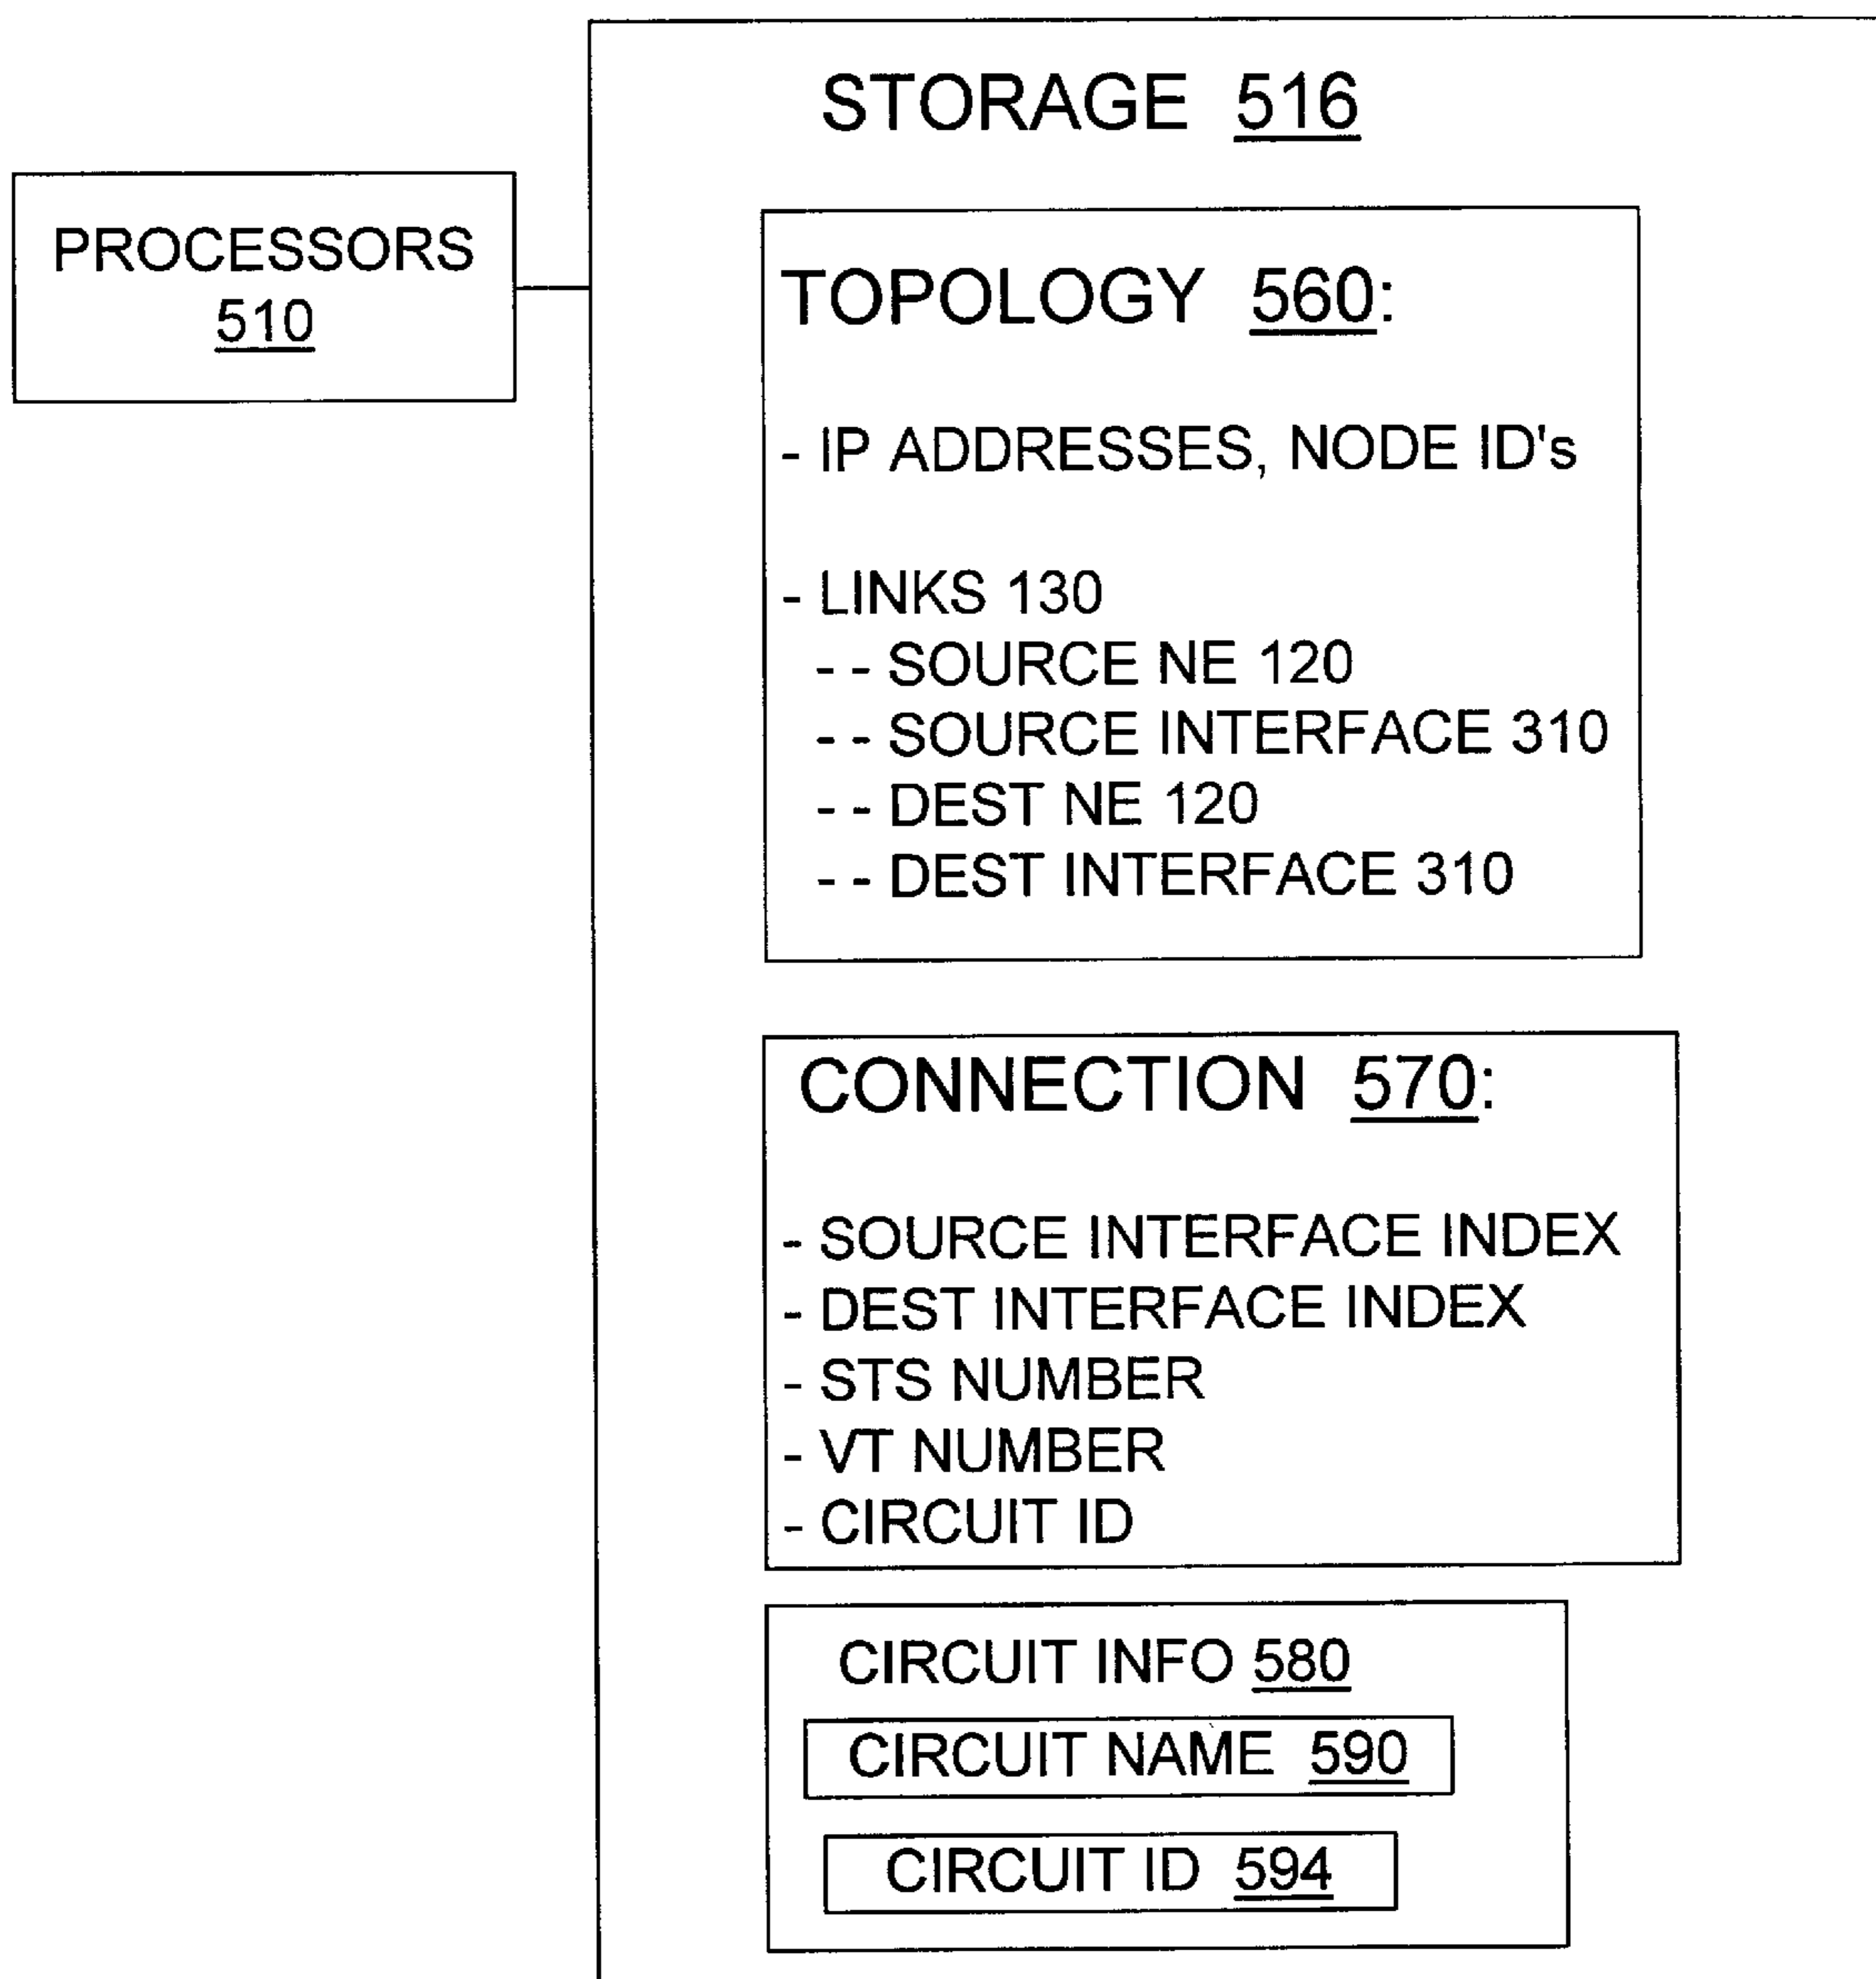 STORAGE 516
PROCESSORS
510
TOPOLOGY 560:
- IP ADDRESSES, NODE ID's
- LINKS 130
- - SOURCE NE 120
- - SOURCE INTERFACE 310
- - DEST NE 120
- - DEST INTERFACE 310
CONNECTION 570:
- SOURCE INTERFACE INDEX
- DEST INTERFACE INDEX
- STS NUMBER
- VT NUMBER
- CIRCUIT ID
CIRCUIT INFO 580
CIRCUIT NAME 590
CIRCUIT ID 594